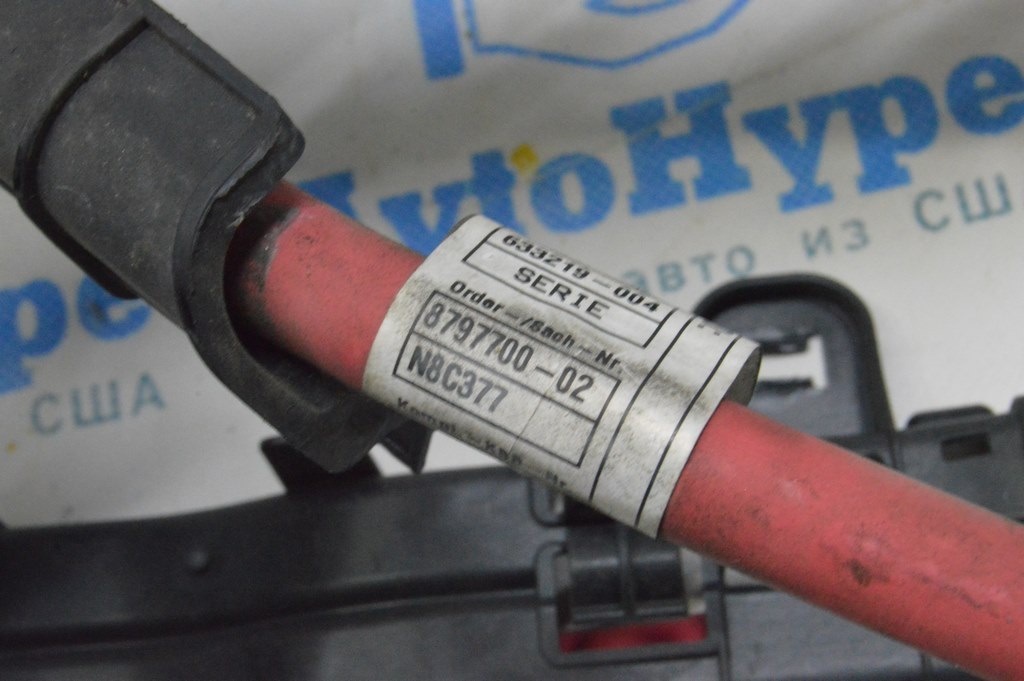 AvtoHype
авто из США
США
633219-004
SERIE
Order-/Sach-Nr.
8797700-02
N8C377